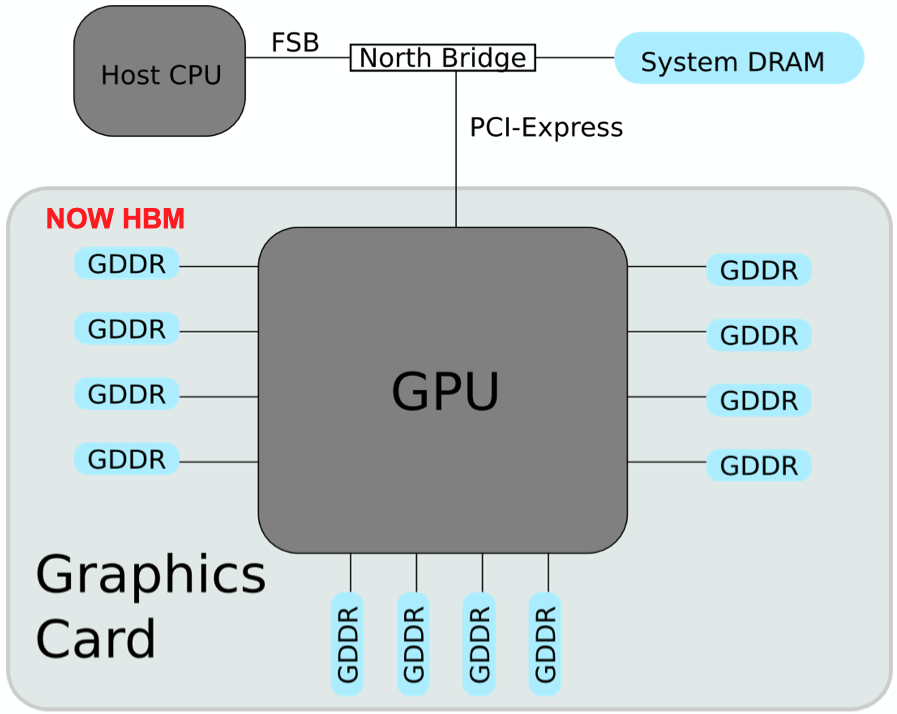 FSB
Host CPU
North Bridge
System DRAM
PCI-Express
NOW HBM
GDDR
GDDR
GDDR
GDDR
GPU
GDDR
GDDR
GDDR
GDDR
Graphics
Card
GDDR
GDDR
GDDR
GDDR